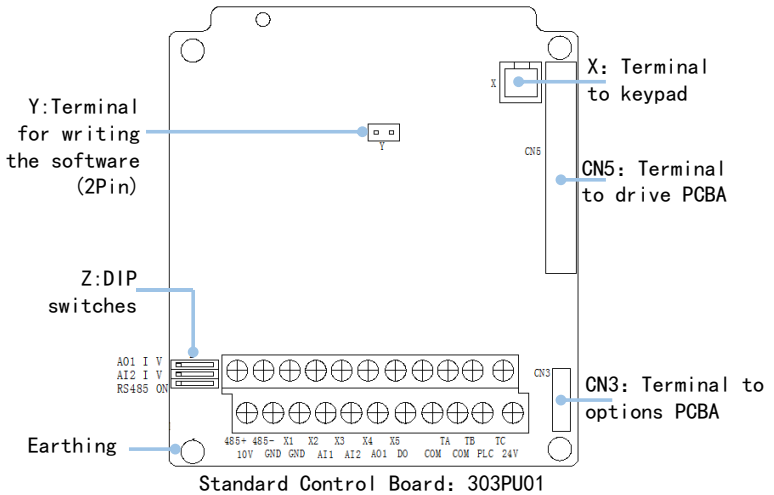 X: Terminal
to keypad
X
Y:Terminal
for writing
the software
(2Pin)
Y
CN5
CN5: Terminal
to drive PCBA
Z:DIP
switches
AO1 I V
AI2 I V
RS485 ON
CN3
CN3: Terminal to
options PCBA
Earthing
485+ 485- X1 X2 X3 X4 X5 TA TB TC
10V GND GND AI1 AI2 AO1 DO COM COM PLC 24V
Standard Control Board: 303PU01